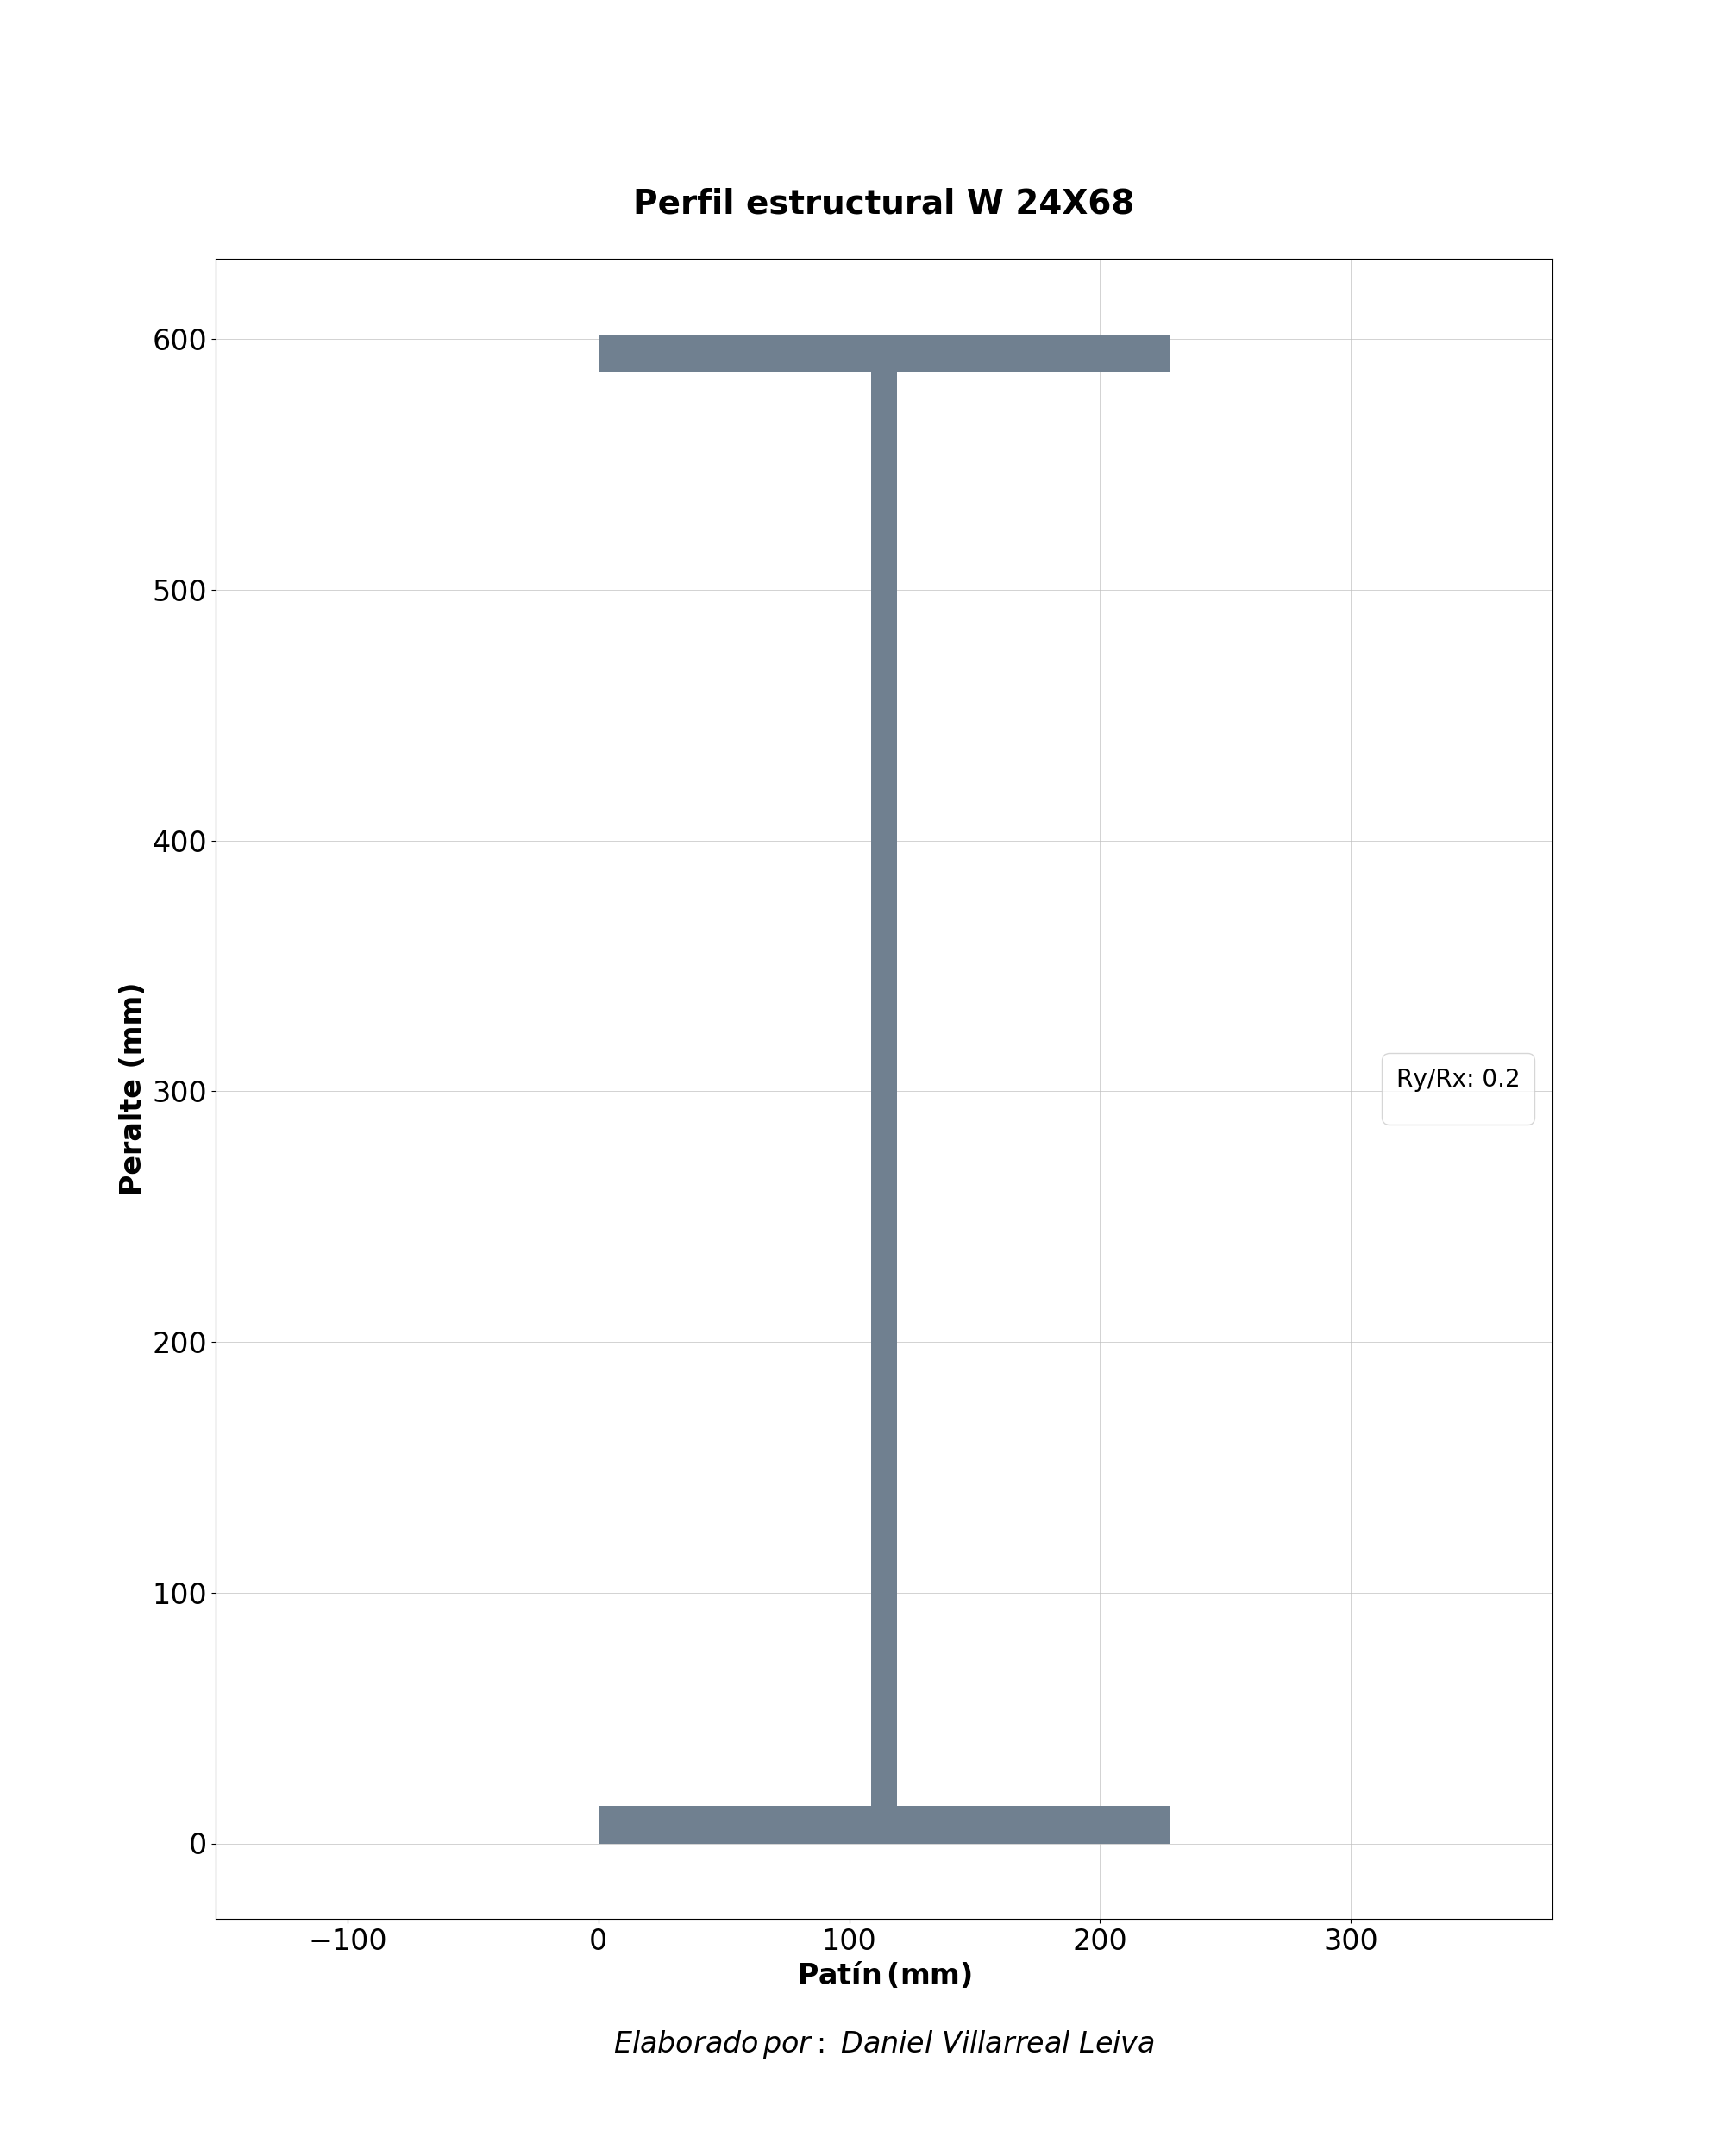 Perfil estructural W 24X68
600
500
400
300
200
100
0
Peralte (mm)
Ry/Rx: 0.2
−100 0 100 200 300
Patín (mm)
Elaborado por: Daniel Villarreal Leiva